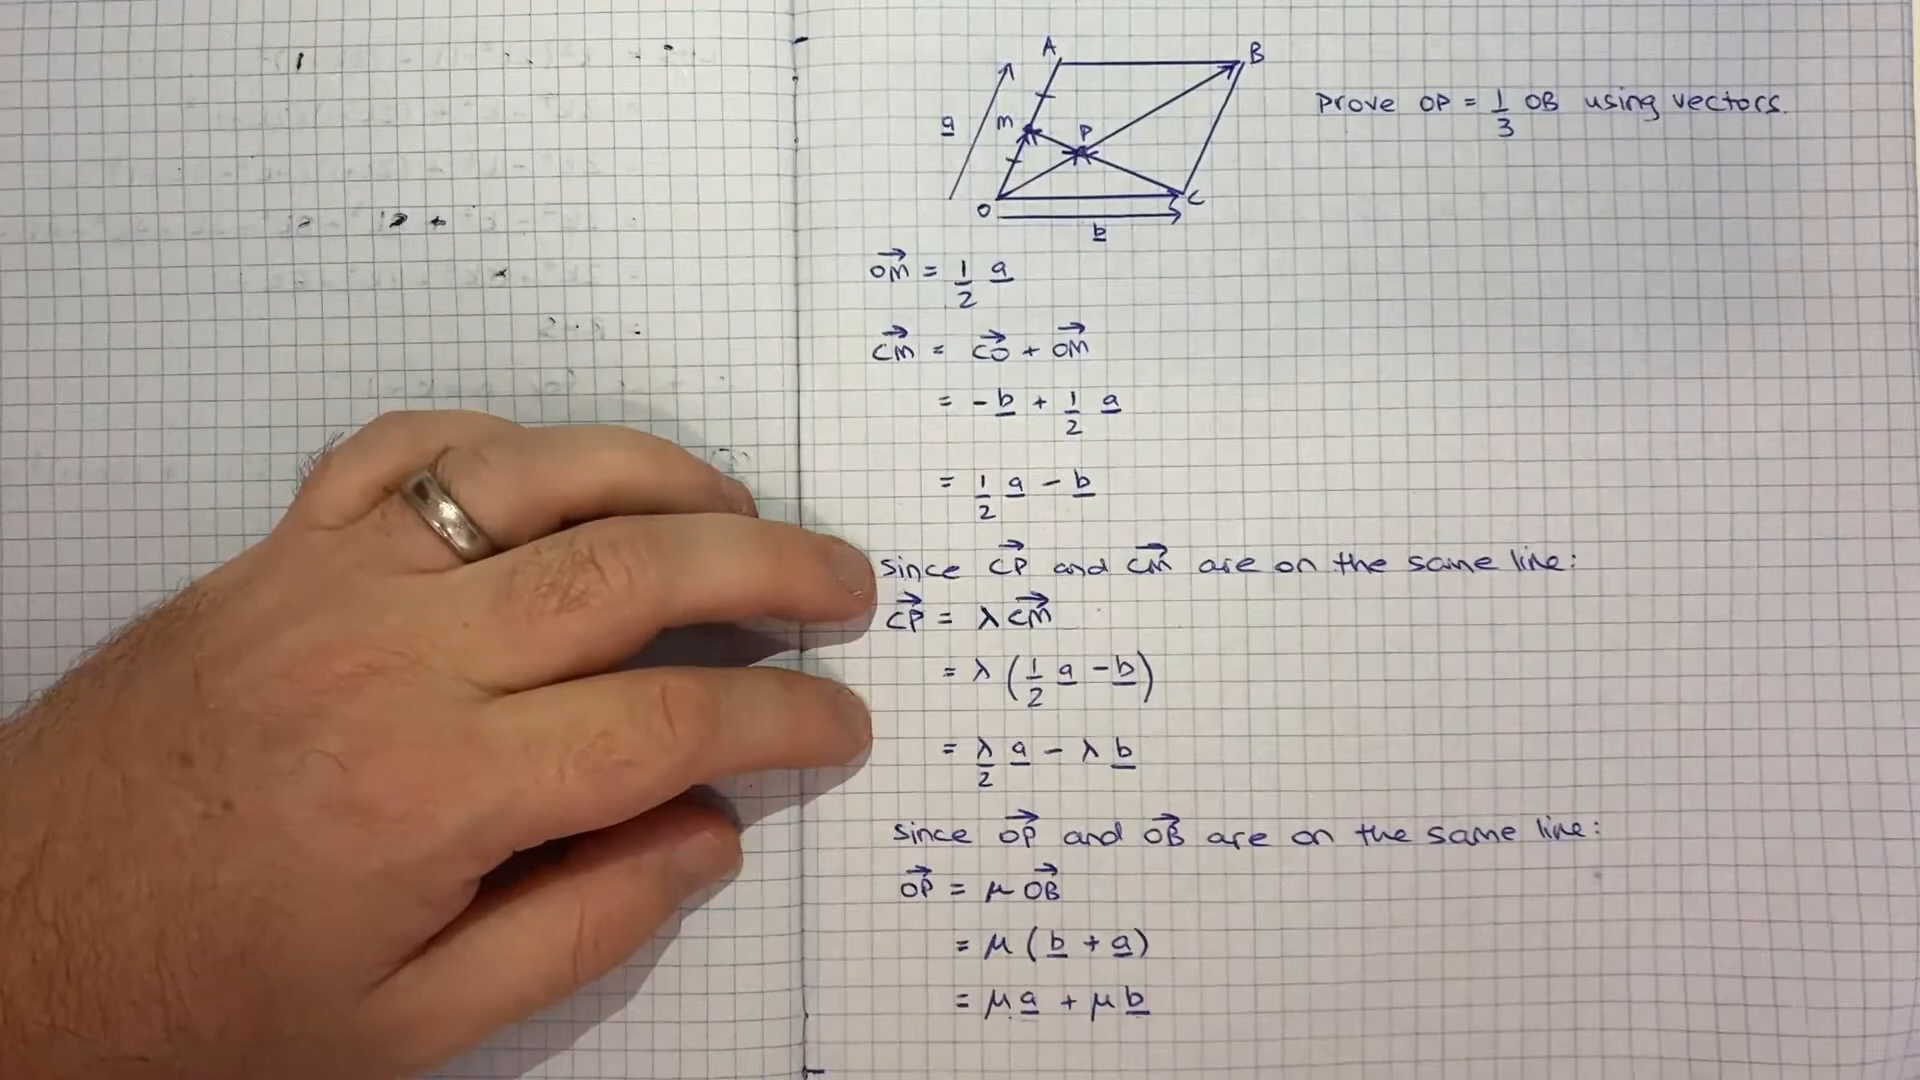 A
B
Prove OP = 1/3 OB using vectors.
a
M
P
O
C
b
OM→ = 1/2 a
CM→ = CO→ + OM→
= -b + 1/2 a
= 1/2 a - b
Since CP→ and CM→ are on the same line:
CP→ = λ CM→
= λ (1/2 a - b)
= λ/2 a - λ b
Since OP→ and OB→ are on the same line:
OP→ = μ OB→
= μ (b + a)
= μ a + μ b